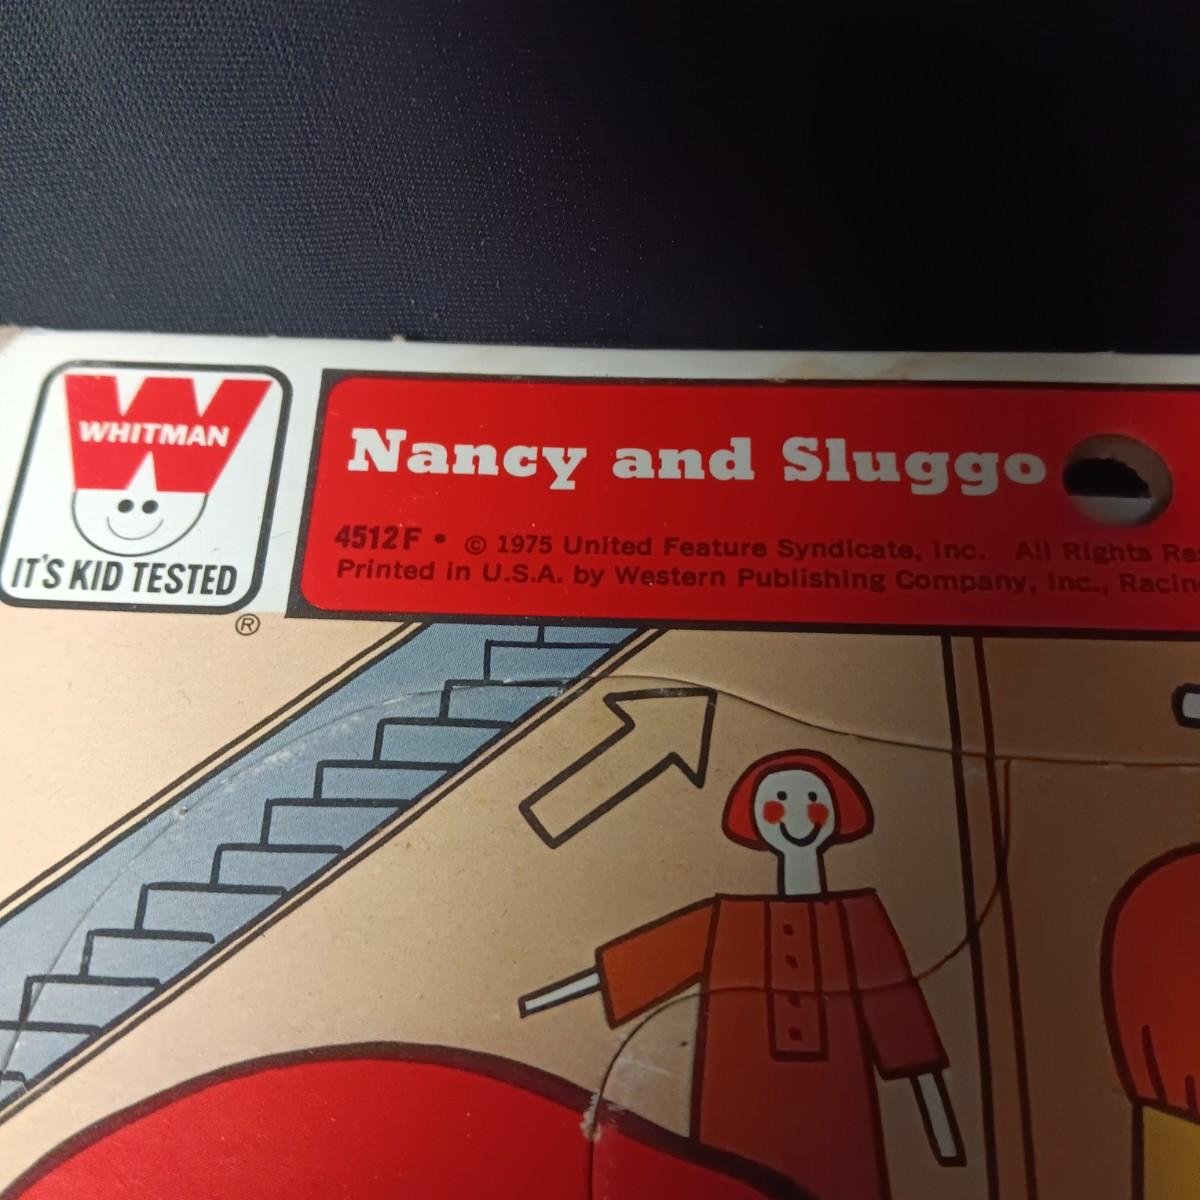 WHITMAN
IT'S KID TESTED
®
Nancy and Sluggo
4512F • © 1975 United Feature Syndicate, Inc. All Rights
Printed in U.S.A. by Western Publishing Company, Inc.,